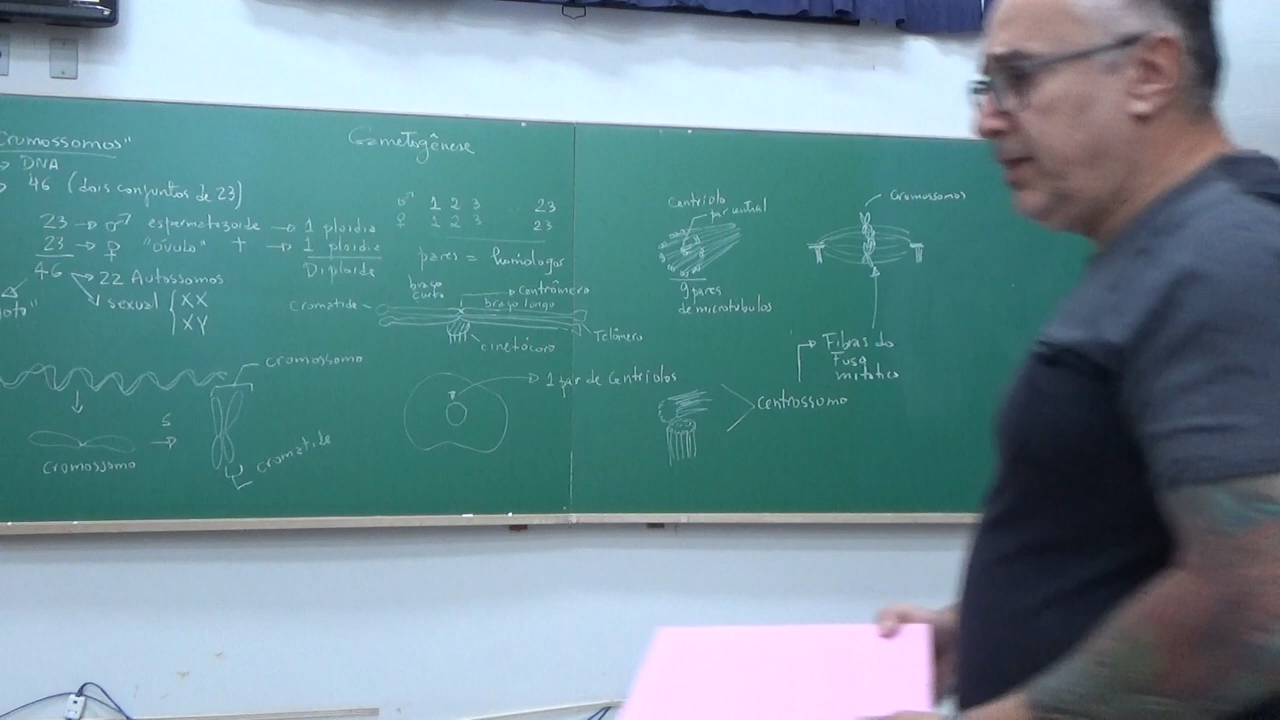 Cromossomos"
→ DNA
46 (dois conjuntos de 23)
23 → ♂ espermatozoide → 1 ploidia
23 → ♀ "óvulo" + → 1 ploidia
46 Diploide
→ 22 Autossomos
→ sexual { XX
XY
cromossomo
S
cromossomo
cromatide
Gametogênese
♂ 1 2 3 ... 23
♀ 1 2 3 23
pares = homólogos
braço curto
→ Centrômero
Cromatide
braço longo
Telômero
cinetócoro
→ 1 par de Centríolos
Centríolo
par central
9 pares
de microtúbulos
Centrossomo
Cromossomos
→ Fibras do
Fuso
mitótico